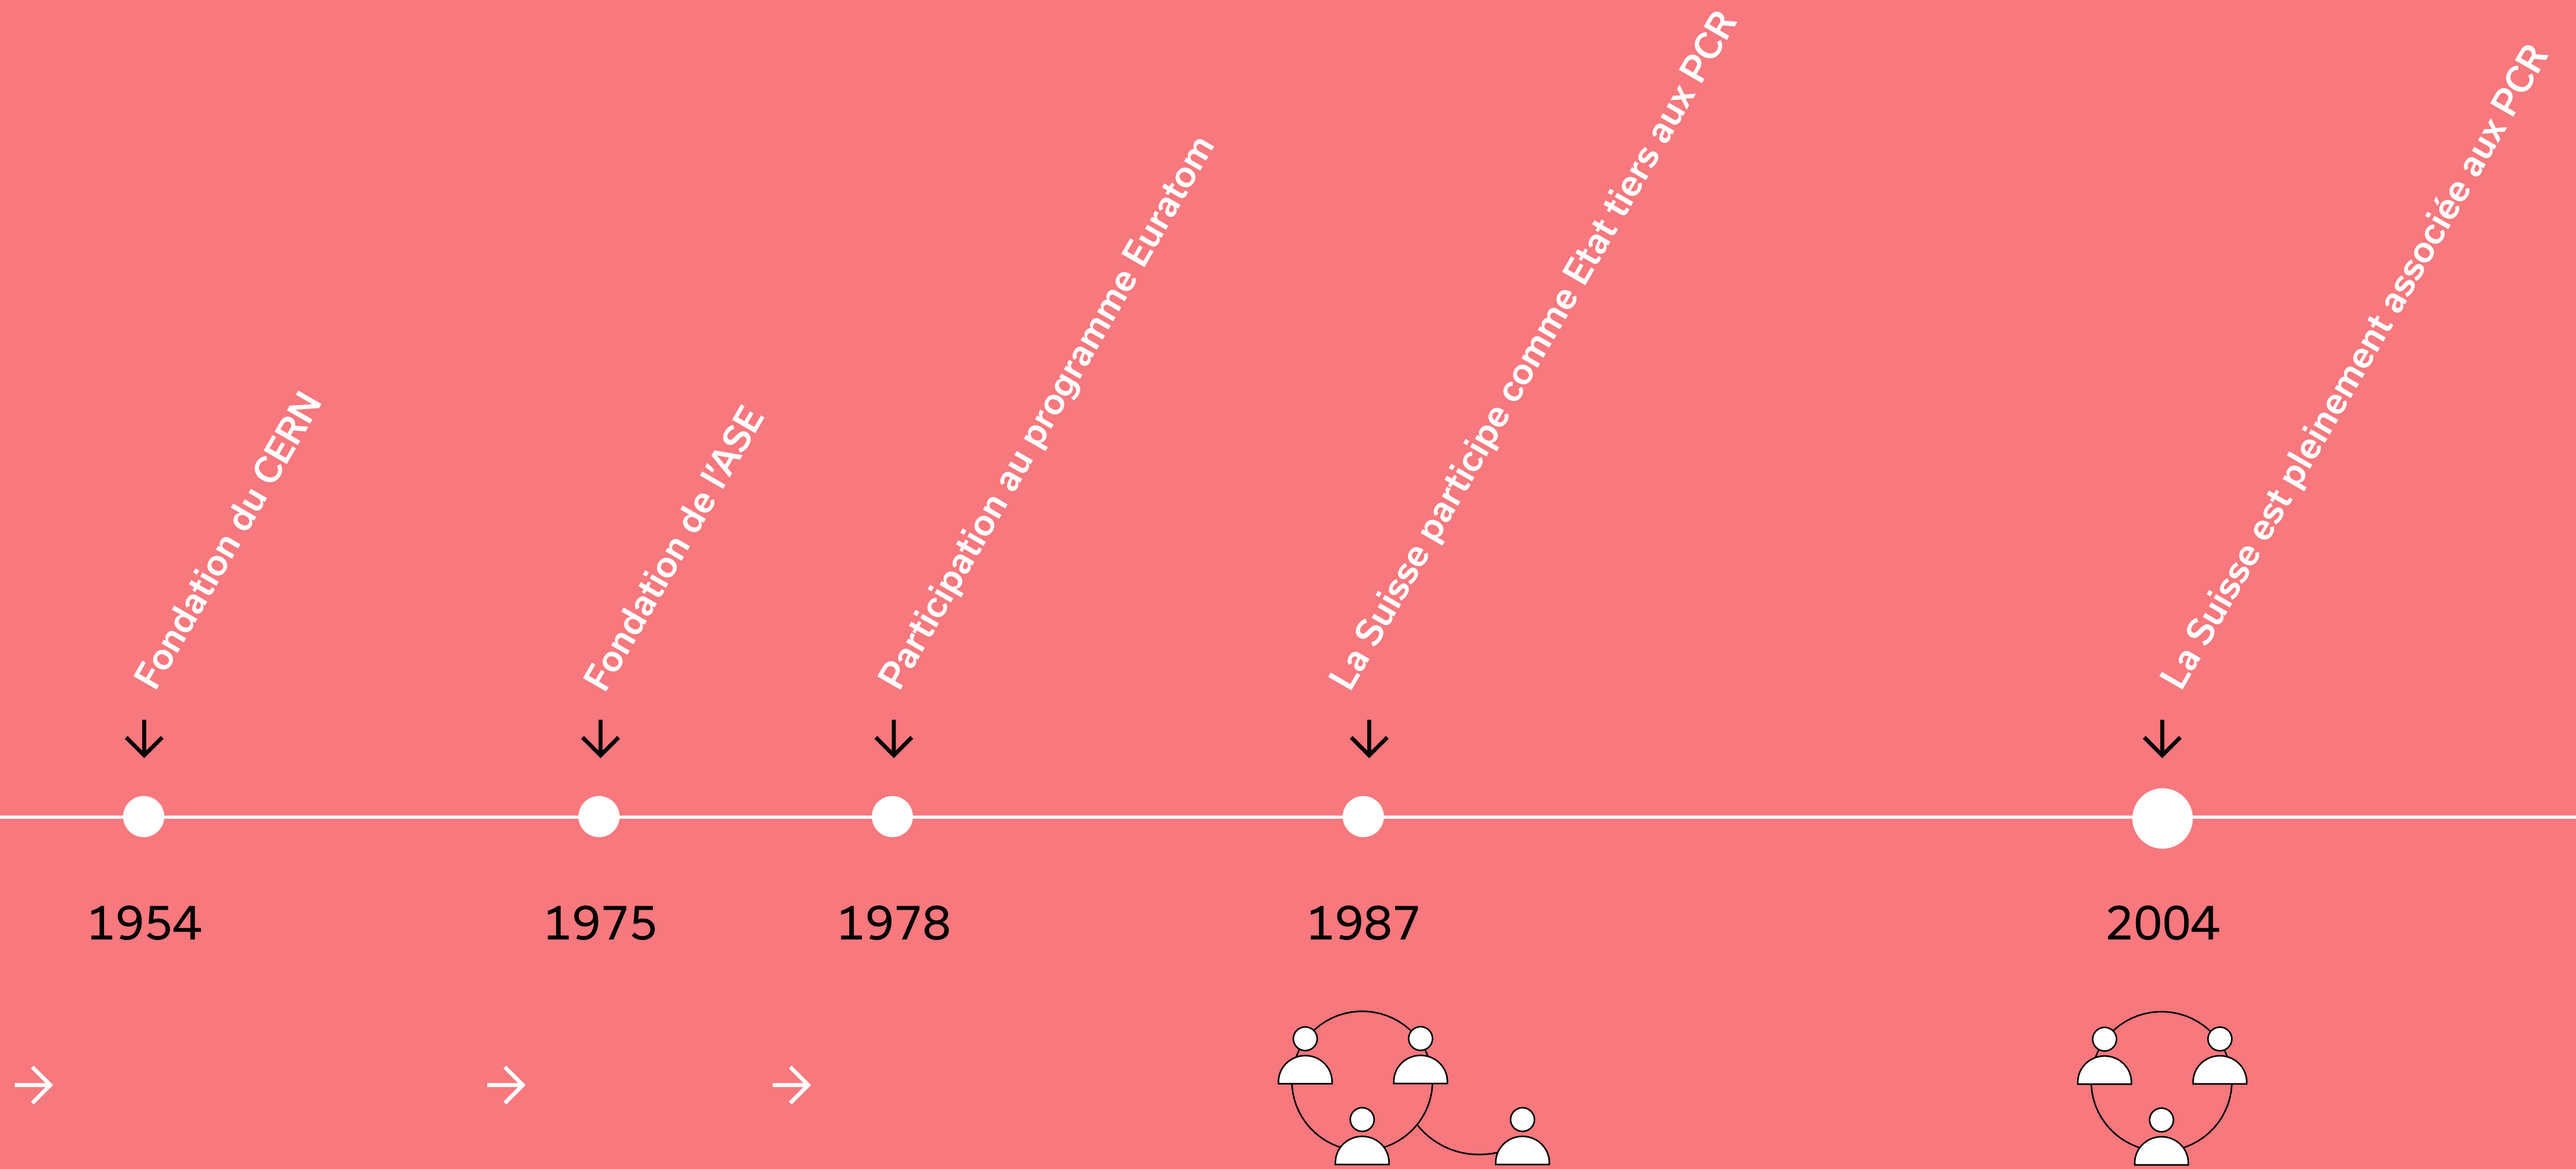 Fondation du CERN
Fondation de l'ASE
Participation au programme Euratom
La Suisse participe comme Etat tiers aux PCR
La Suisse est pleinement associée aux PCR
1954
1975
1978
1987
2004